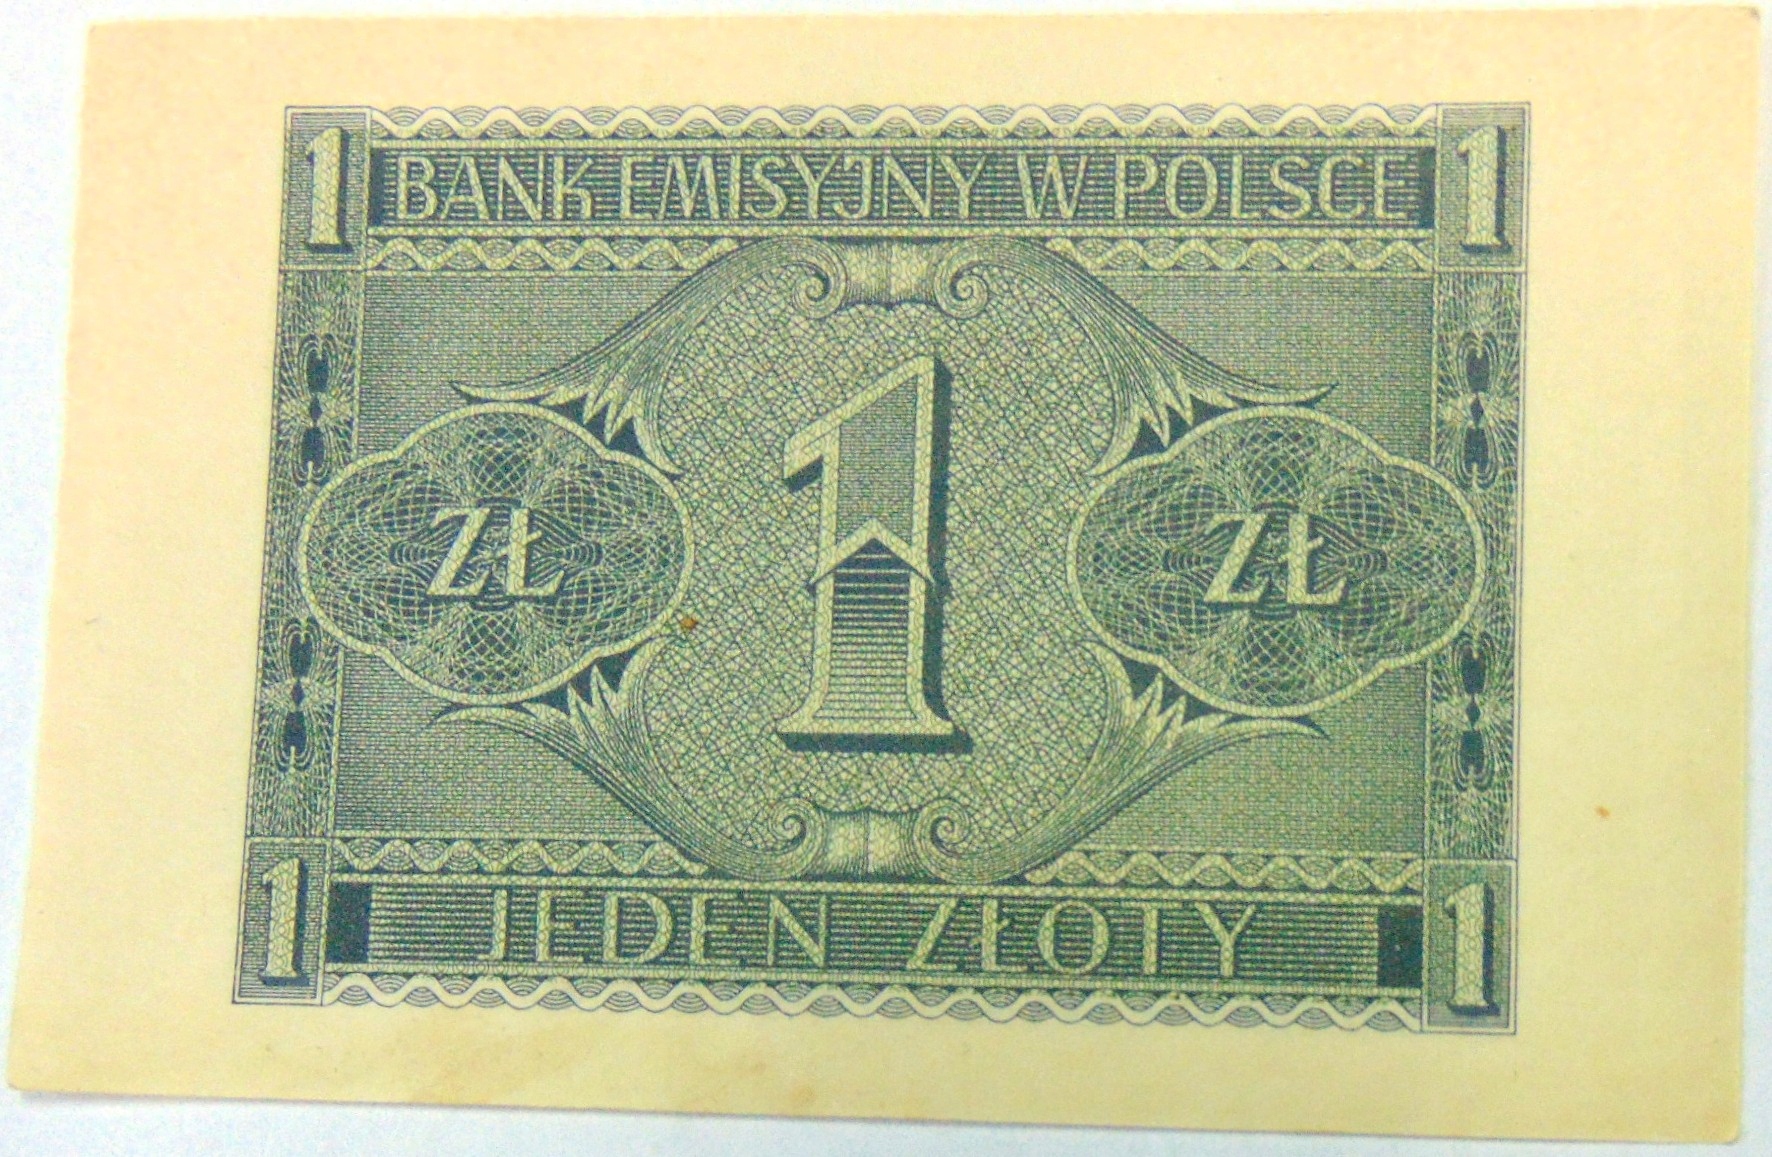 1 BANK EMISYJNY W POLSCE 1
1
ZŁ ZŁ
1 JEDEN ZŁOTY 1